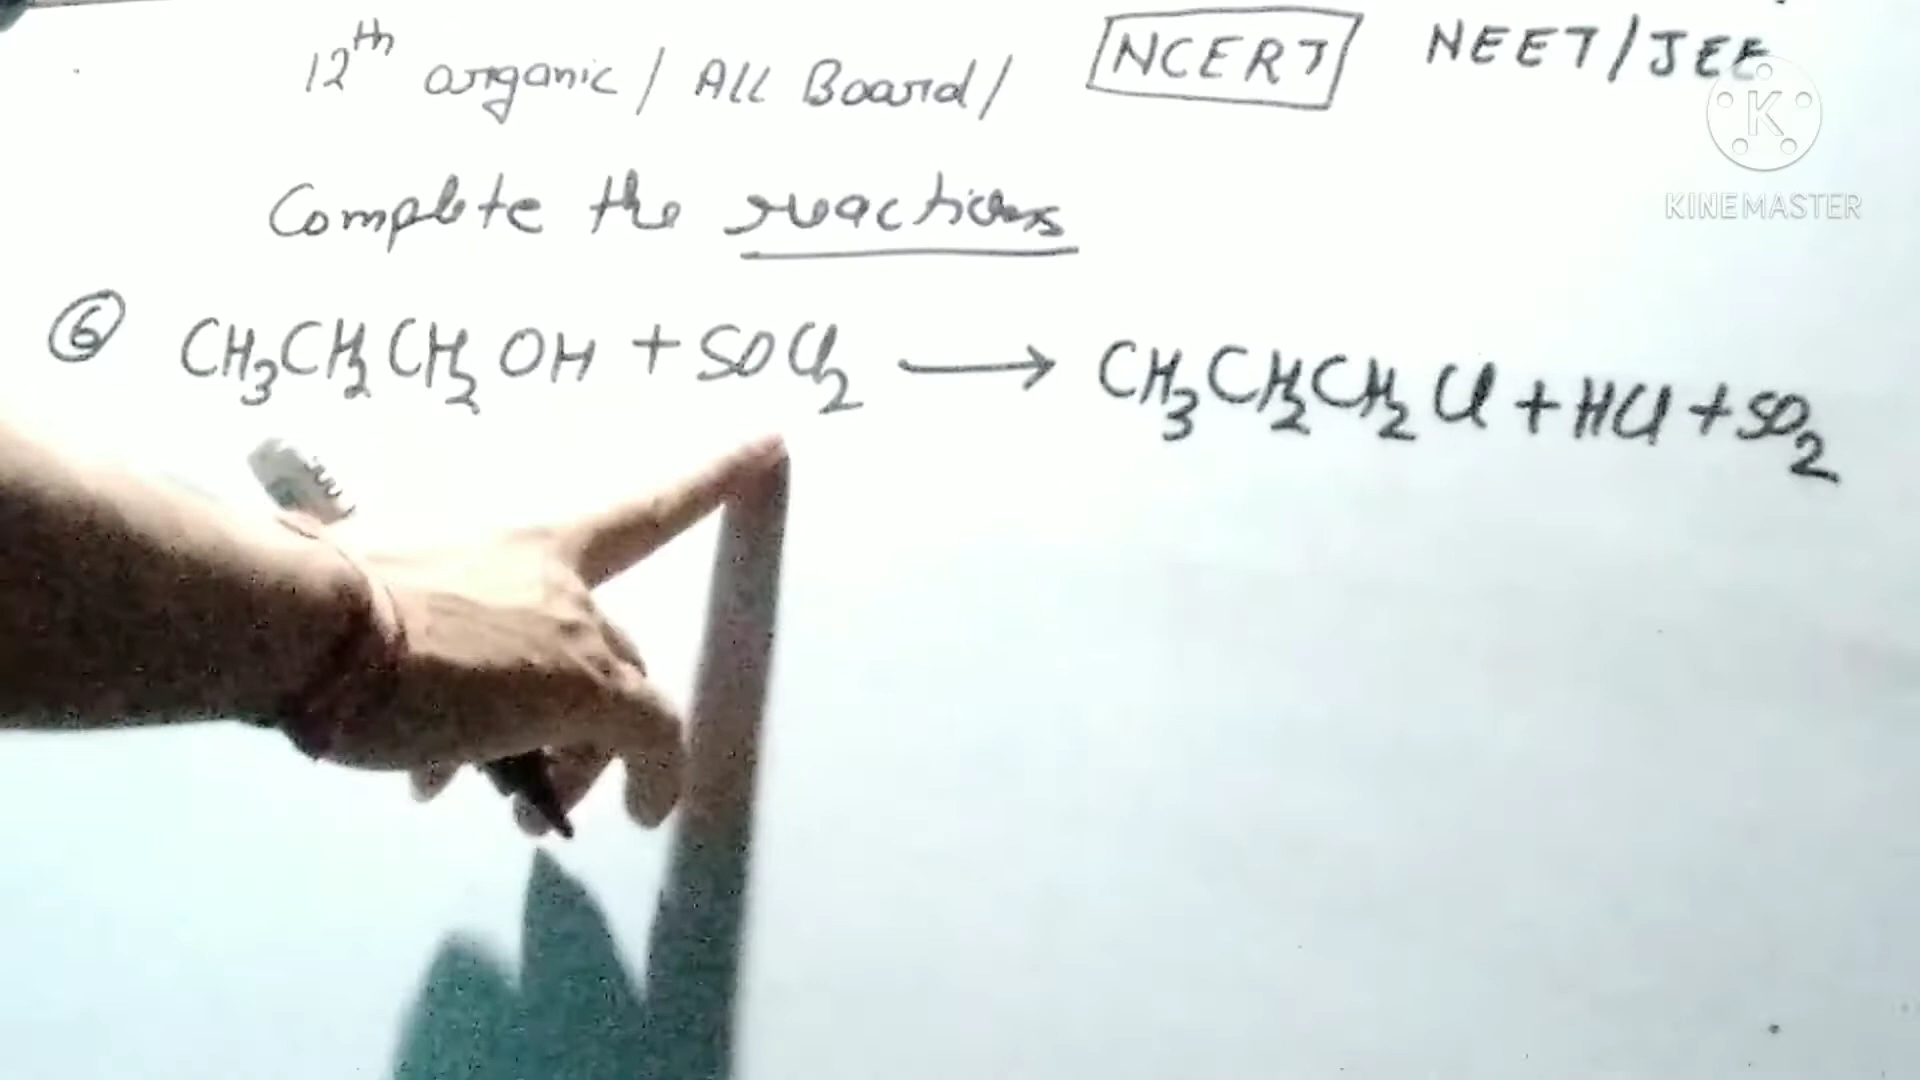 12th organic / All Board / NCERT NEET/JEE
KINEMASTER
Complete the reactions
6 CH3CH2CH2OH + SOCl2 → CH3CH2CH2Cl + HCl + SO2